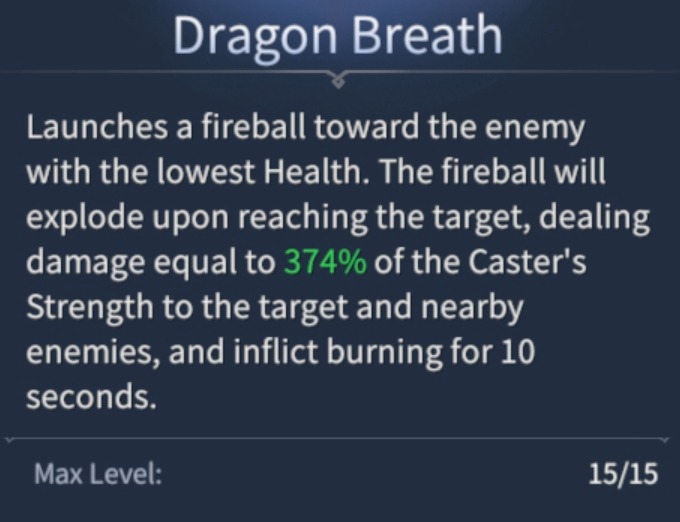 Dragon Breath
Launches a fireball toward the enemy
with the lowest Health. The fireball will
explode upon reaching the target, dealing
damage equal to 374% of the Caster's
Strength to the target and nearby
enemies, and inflict burning for 10
seconds.
Max Level: 15/15